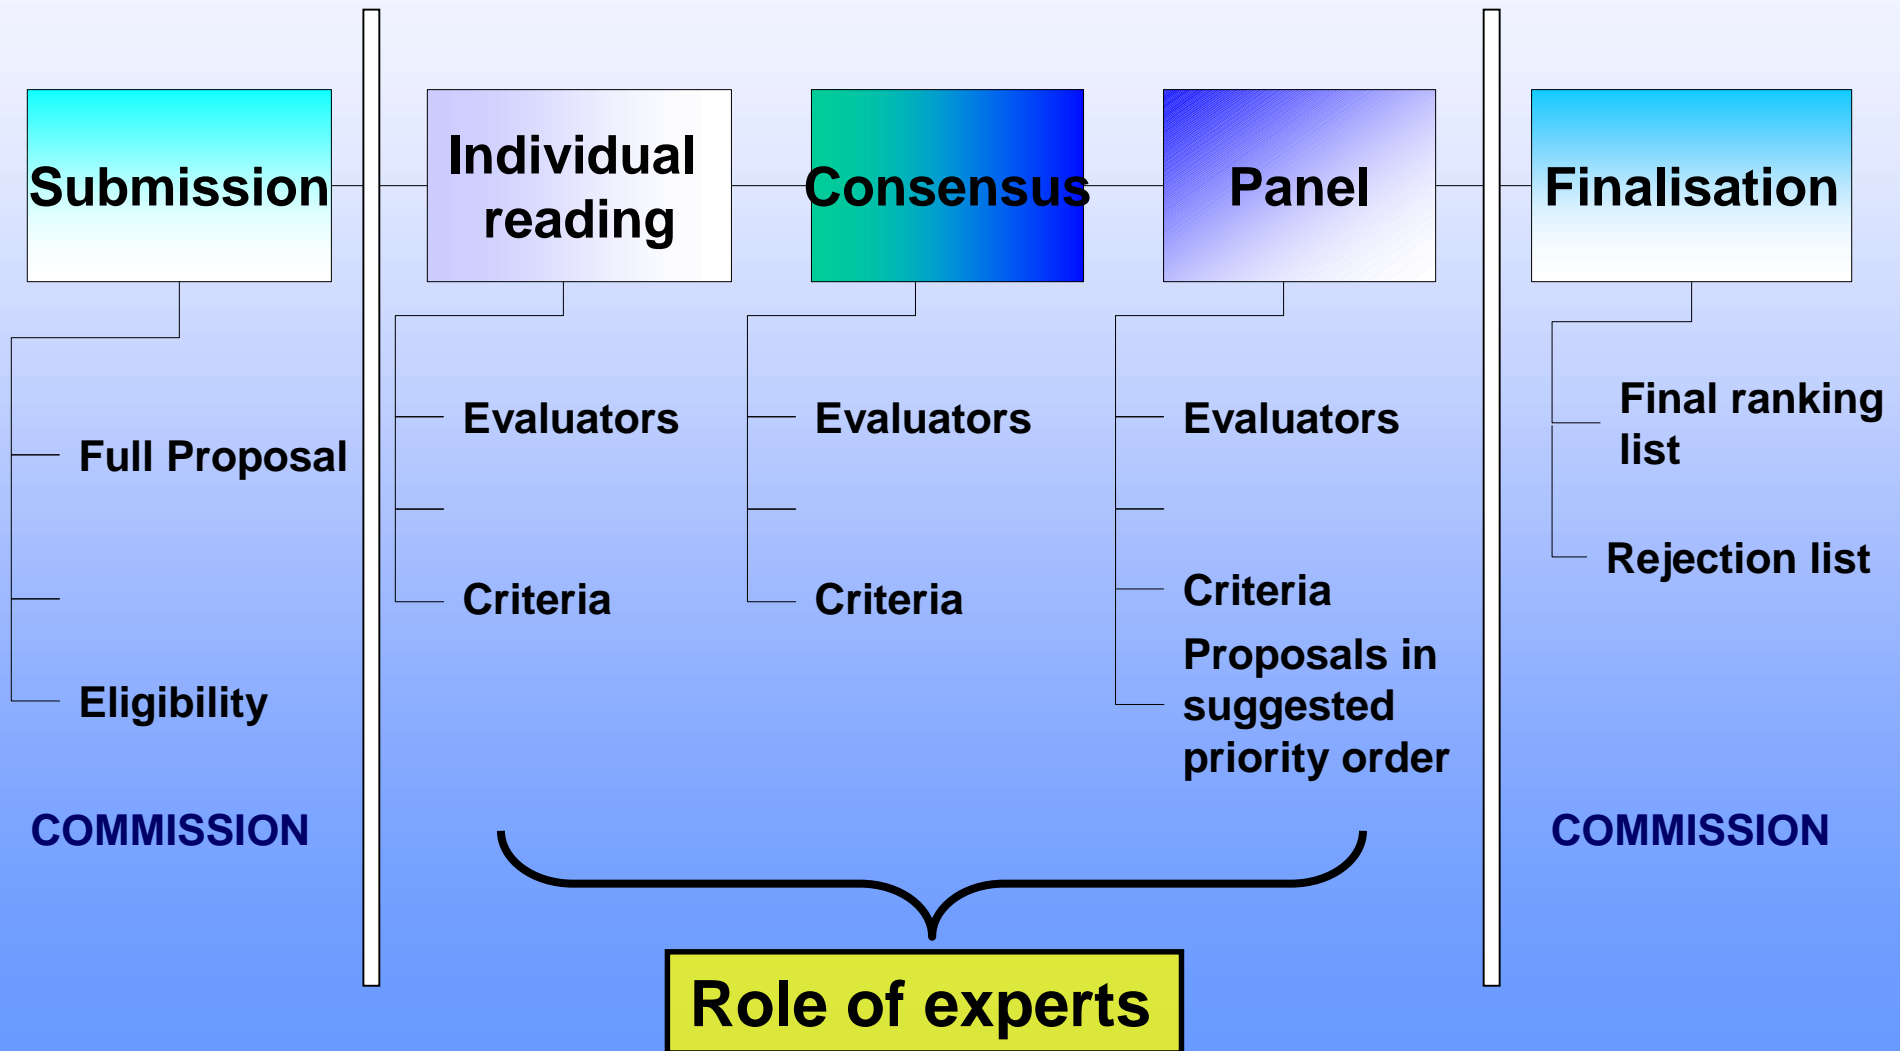 Submission
Individual
reading
Consensus
Panel
Finalisation
Full Proposal
Eligibility
COMMISSION
Evaluators
Criteria
Evaluators
Criteria
Evaluators
Criteria
Proposals in
suggested
priority order
Final ranking
list
Rejection list
COMMISSION
Role of experts